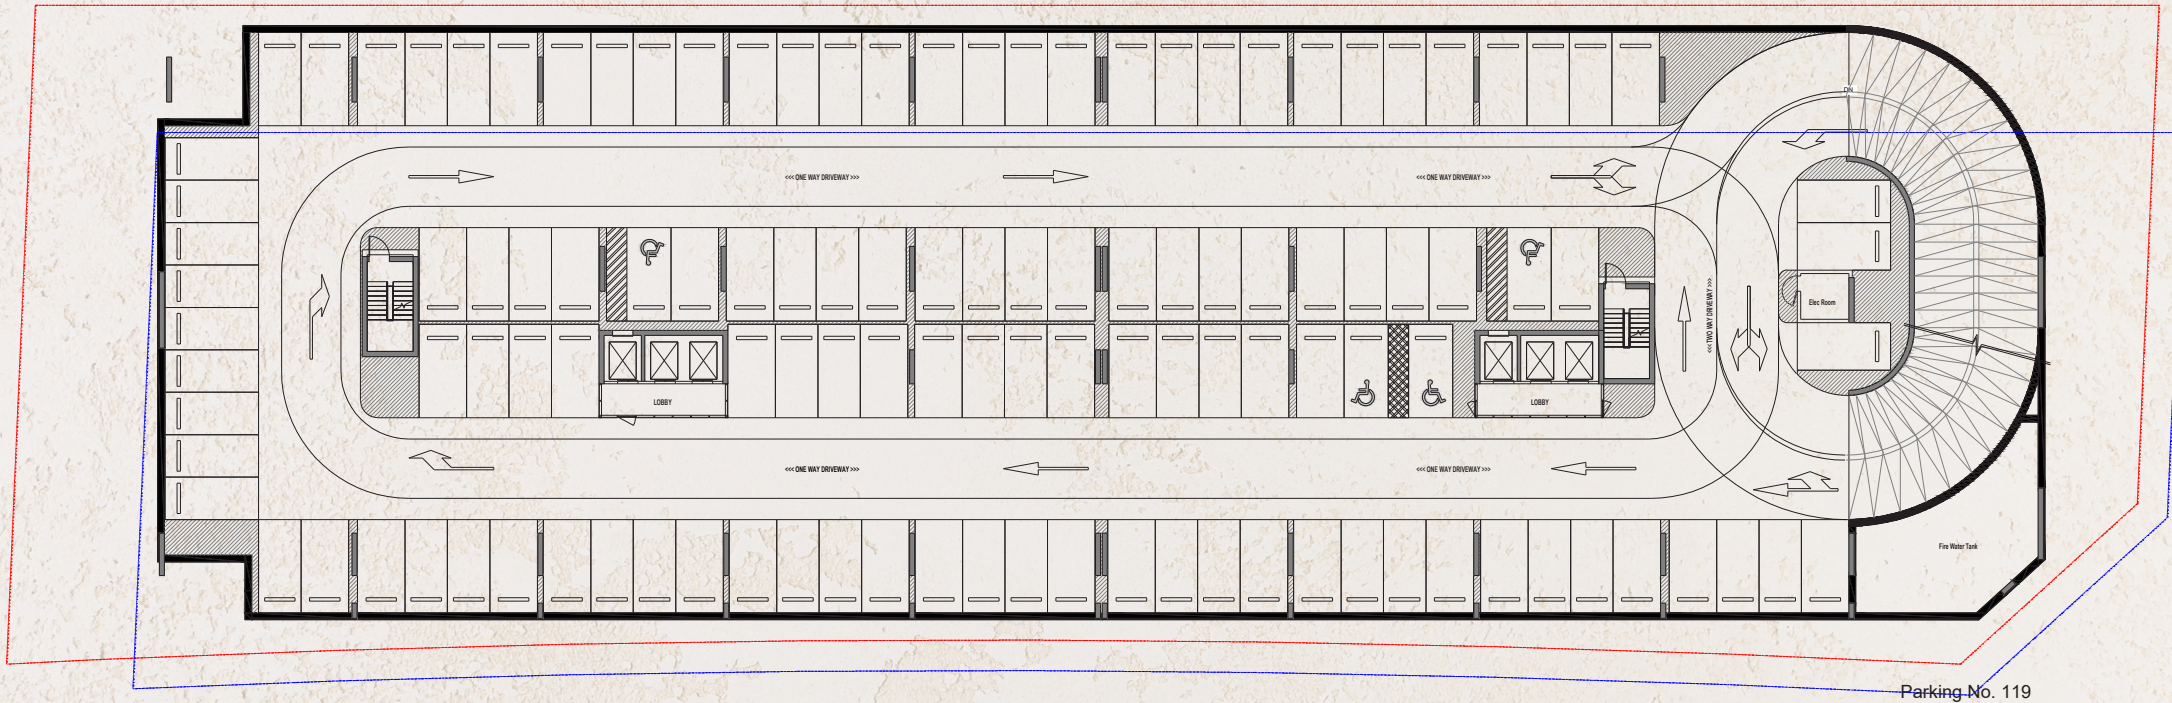 DN
<<< ONE WAY DRIVEWAY >>>
<<< ONE WAY DRIVEWAY >>>
Elec Room
<<< TWO WAY DRIVEWAY >>>
LOBBY
LOBBY
<<< ONE WAY DRIVEWAY >>>
<<< ONE WAY DRIVEWAY >>>
Fire Water Tank
Parking No. 119